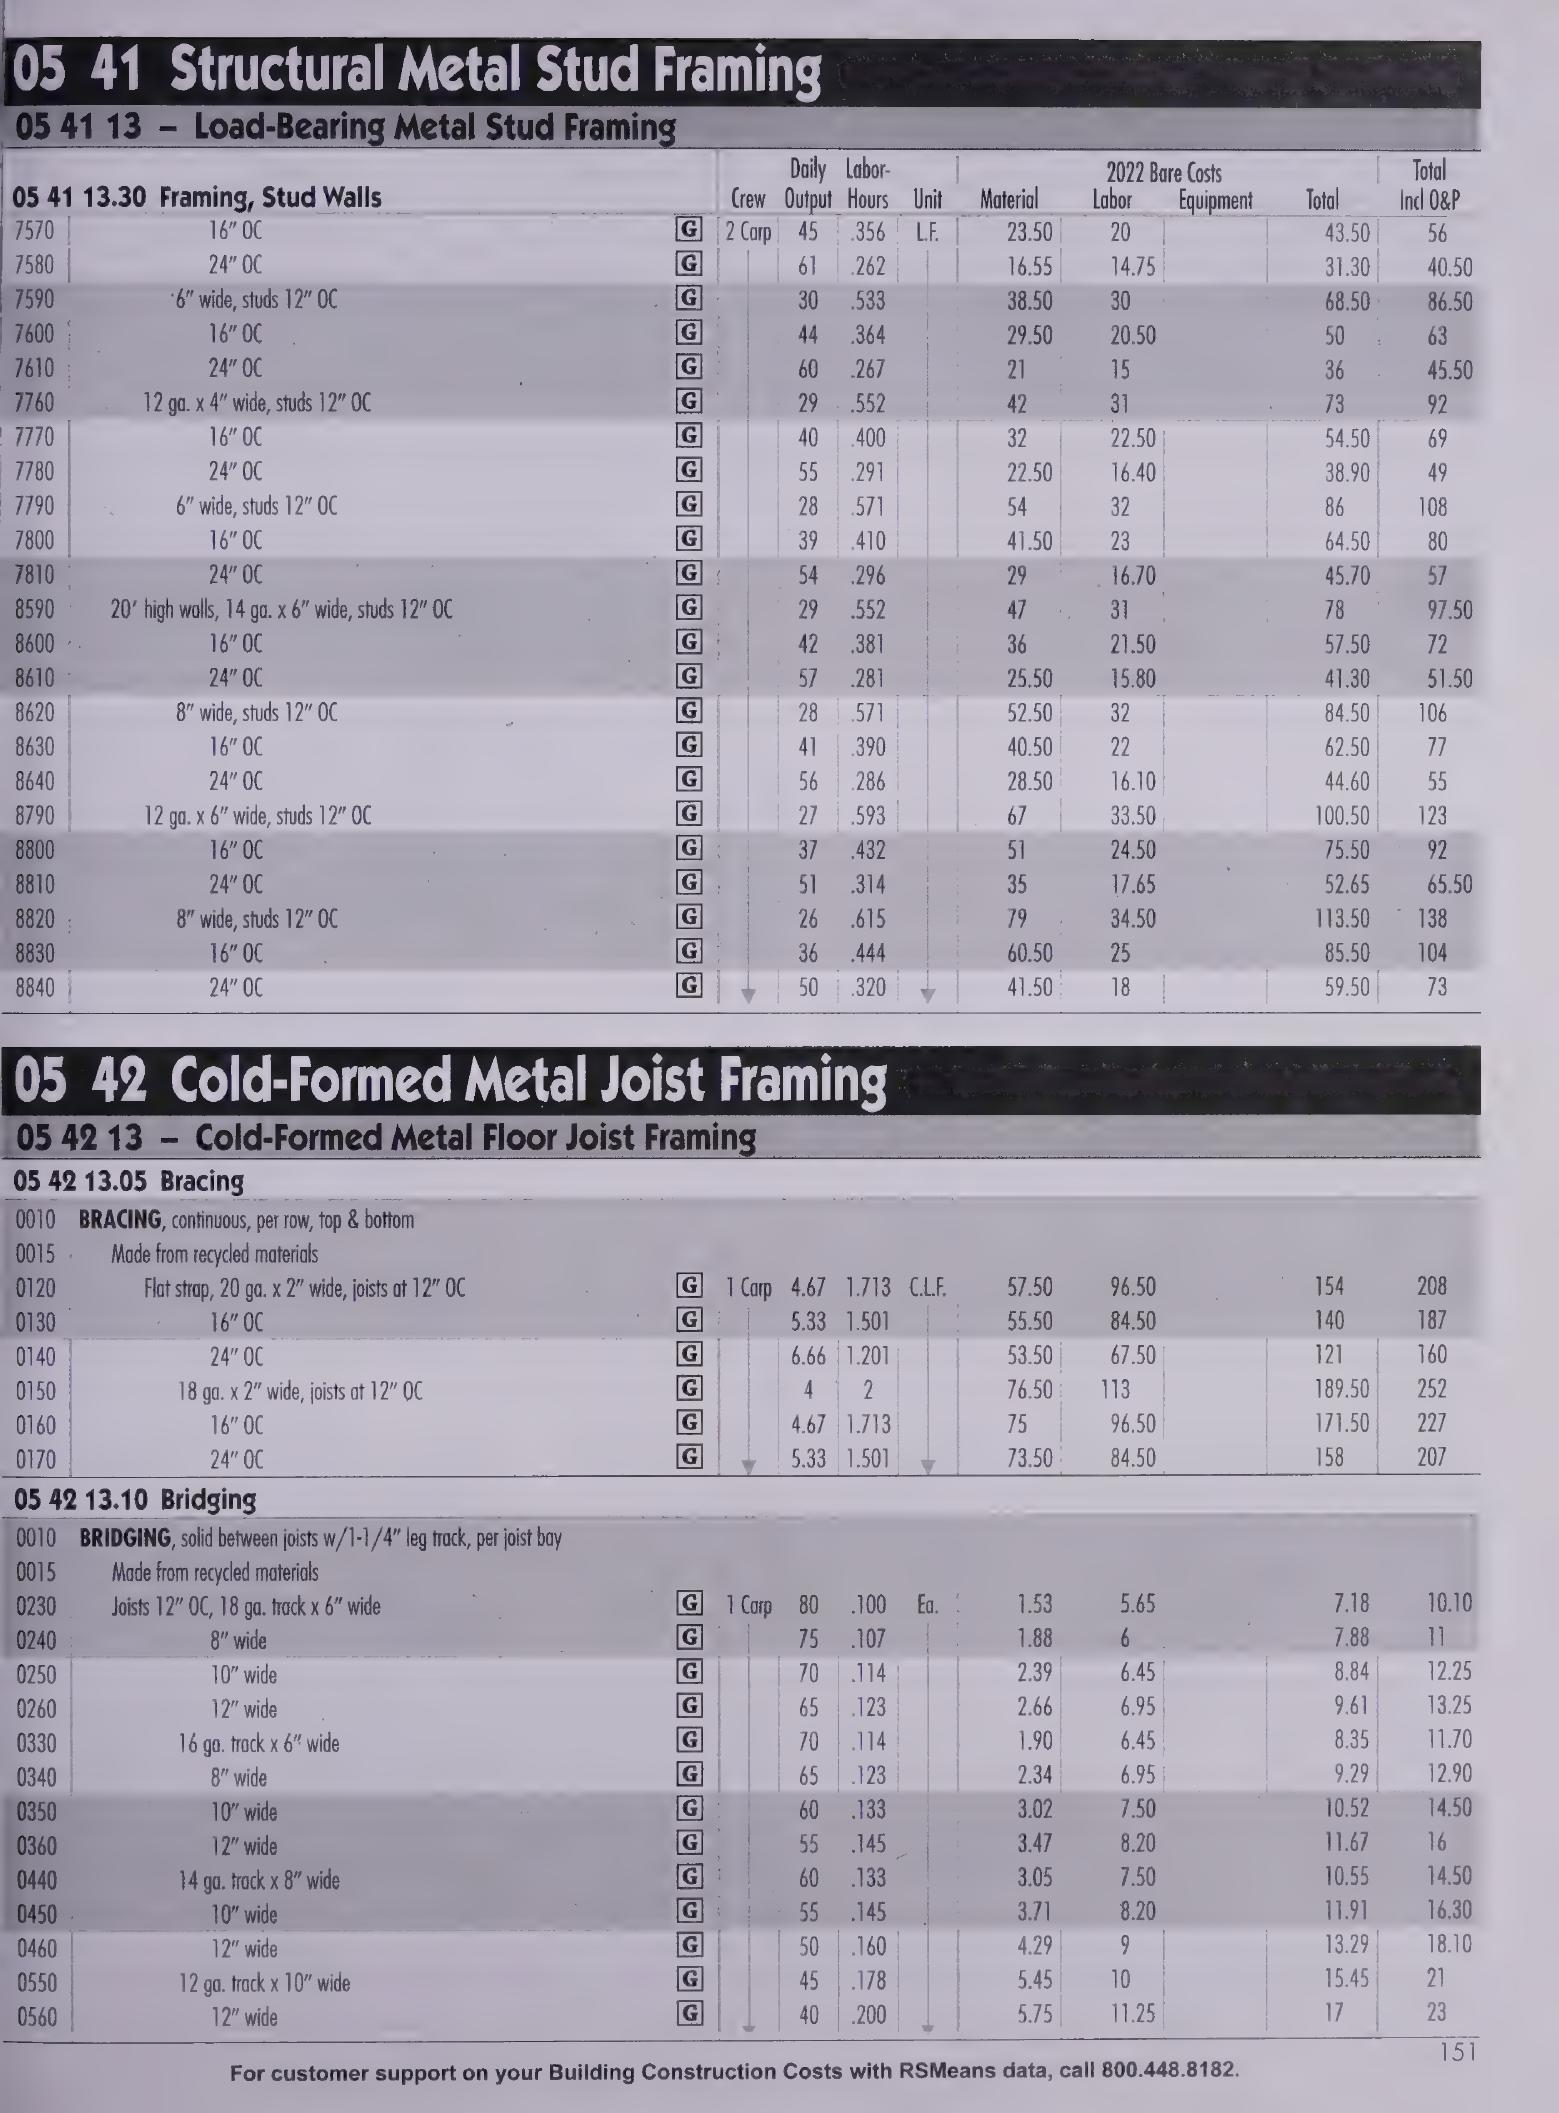 05 41 Structural Metal Stud Framing
05 41 13 – Load-Bearing Metal Stud Framing
Daily Labor- 2022 Bare Costs Total
05 41 13.30 Framing, Stud Walls Crew Output Hours Unit Material Labor Equipment Total Incl O&P
7570 16" OC G 2 Carp 45 .356 L.F. 23.50 20 43.50 56
7580 24" OC G 61 .262 16.55 14.75 31.30 40.50
7590 6" wide, studs 12" OC G 30 .533 38.50 30 68.50 86.50
7600 16" OC G 44 .364 29.50 20.50 50 63
7610 24" OC G 60 .267 21 15 36 45.50
7760 12 ga. x 4" wide, studs 12" OC G 29 .552 42 31 73 92
7770 16" OC G 40 .400 32 22.50 54.50 69
7780 24" OC G 55 .291 22.50 16.40 38.90 49
7790 6" wide, studs 12" OC G 28 .571 54 32 86 108
7800 16" OC G 39 .410 41.50 23 64.50 80
7810 24" OC G 54 .296 29 16.70 45.70 57
8590 20' high walls, 14 ga. x 6" wide, studs 12" OC G 29 .552 47 31 78 97.50
8600 16" OC G 42 .381 36 21.50 57.50 72
8610 24" OC G 57 .281 25.50 15.80 41.30 51.50
8620 8" wide, studs 12" OC G 28 .571 52.50 32 84.50 106
8630 16" OC G 41 .390 40.50 22 62.50 77
8640 24" OC G 56 .286 28.50 16.10 44.60 55
8790 12 ga. x 6" wide, studs 12" OC G 27 .593 67 33.50 100.50 123
8800 16" OC G 37 .432 51 24.50 75.50 92
8810 24" OC G 51 .314 35 17.65 52.65 65.50
8820 8" wide, studs 12" OC G 26 .615 79 34.50 113.50 138
8830 16" OC G 36 .444 60.50 25 85.50 104
8840 24" OC G 50 .320 41.50 18 59.50 73
05 42 Cold-Formed Metal Joist Framing
05 42 13 – Cold-Formed Metal Floor Joist Framing
05 42 13.05 Bracing
0010 BRACING, continuous, per row, top & bottom
0015 Made from recycled materials
0120 Flat strap, 20 ga. x 2" wide, joists at 12" OC G 1 Carp 4.67 1.713 C.L.F. 57.50 96.50 154 208
0130 16" OC G 5.33 1.501 55.50 84.50 140 187
0140 24" OC G 6.66 1.201 53.50 67.50 121 160
0150 18 ga. x 2" wide, joists at 12" OC G 4 2 76.50 113 189.50 252
0160 16" OC G 4.67 1.713 75 96.50 171.50 227
0170 24" OC G 5.33 1.501 73.50 84.50 158 207
05 42 13.10 Bridging
0010 BRIDGING, solid between joists w/1-1/4" leg track, per joist bay
0015 Made from recycled materials
0230 Joists 12" OC, 18 ga. track x 6" wide G 1 Carp 80 .100 Ea. 1.53 5.65 7.18 10.10
0240 8" wide G 75 .107 1.88 6 7.88 11
0250 10" wide G 70 .114 2.39 6.45 8.84 12.25
0260 12" wide G 65 .123 2.66 6.95 9.61 13.25
0330 16 ga. track x 6" wide G 70 .114 1.90 6.45 8.35 11.70
0340 8" wide G 65 .123 2.34 6.95 9.29 12.90
0350 10" wide G 60 .133 3.02 7.50 10.52 14.50
0360 12" wide G 55 .145 3.47 8.20 11.67 16
0440 14 ga. track x 8" wide G 60 .133 3.05 7.50 10.55 14.50
0450 10" wide G 55 .145 3.71 8.20 11.91 16.30
0460 12" wide G 50 .160 4.29 9 13.29 18.10
0550 12 ga. track x 10" wide G 45 .178 5.45 10 15.45 21
0560 12" wide G 40 .200 5.75 11.25 17 23
151
For customer support on your Building Construction Costs with RSMeans data, call 800.448.8182.